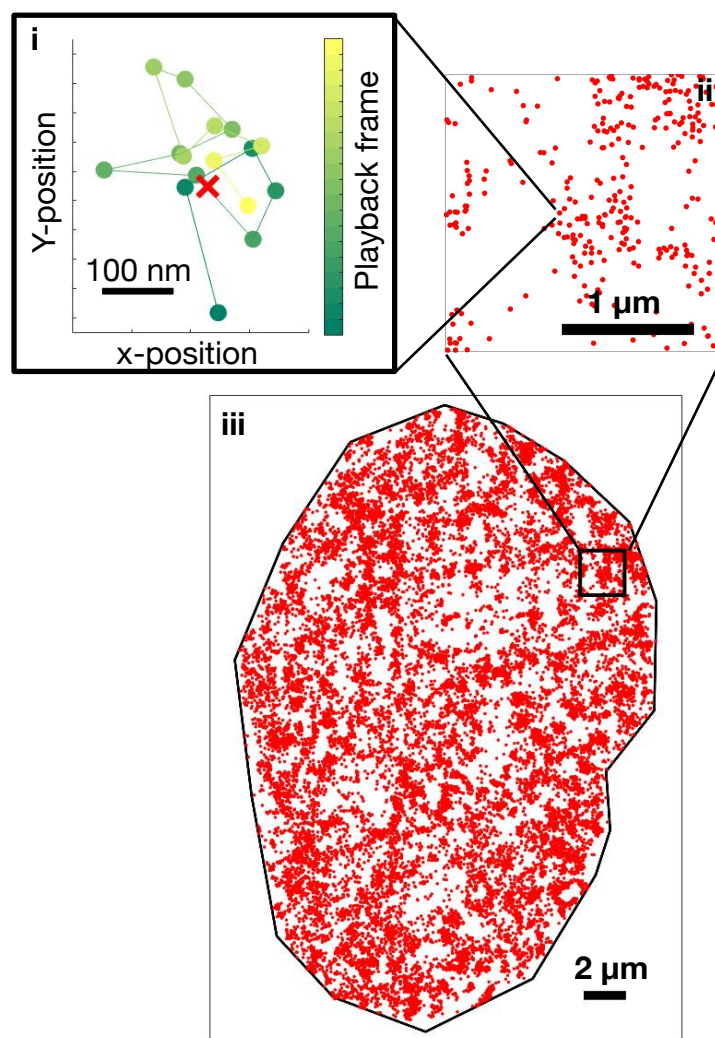 i
Y-position
100 nm
x-position
Playback frame
ii
1 µm
iii
2 µm